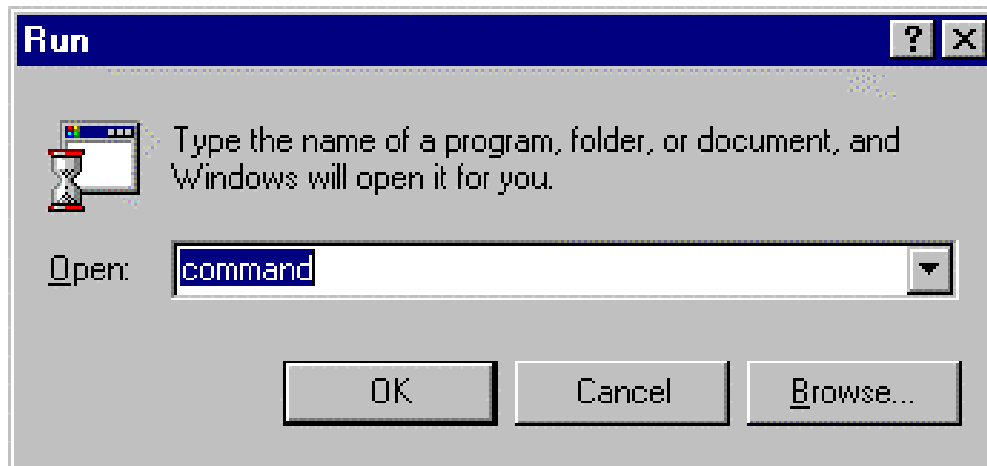 Run
Type the name of a program, folder, or document, and
Windows will open it for you.
Open: command
OK Cancel Browse...